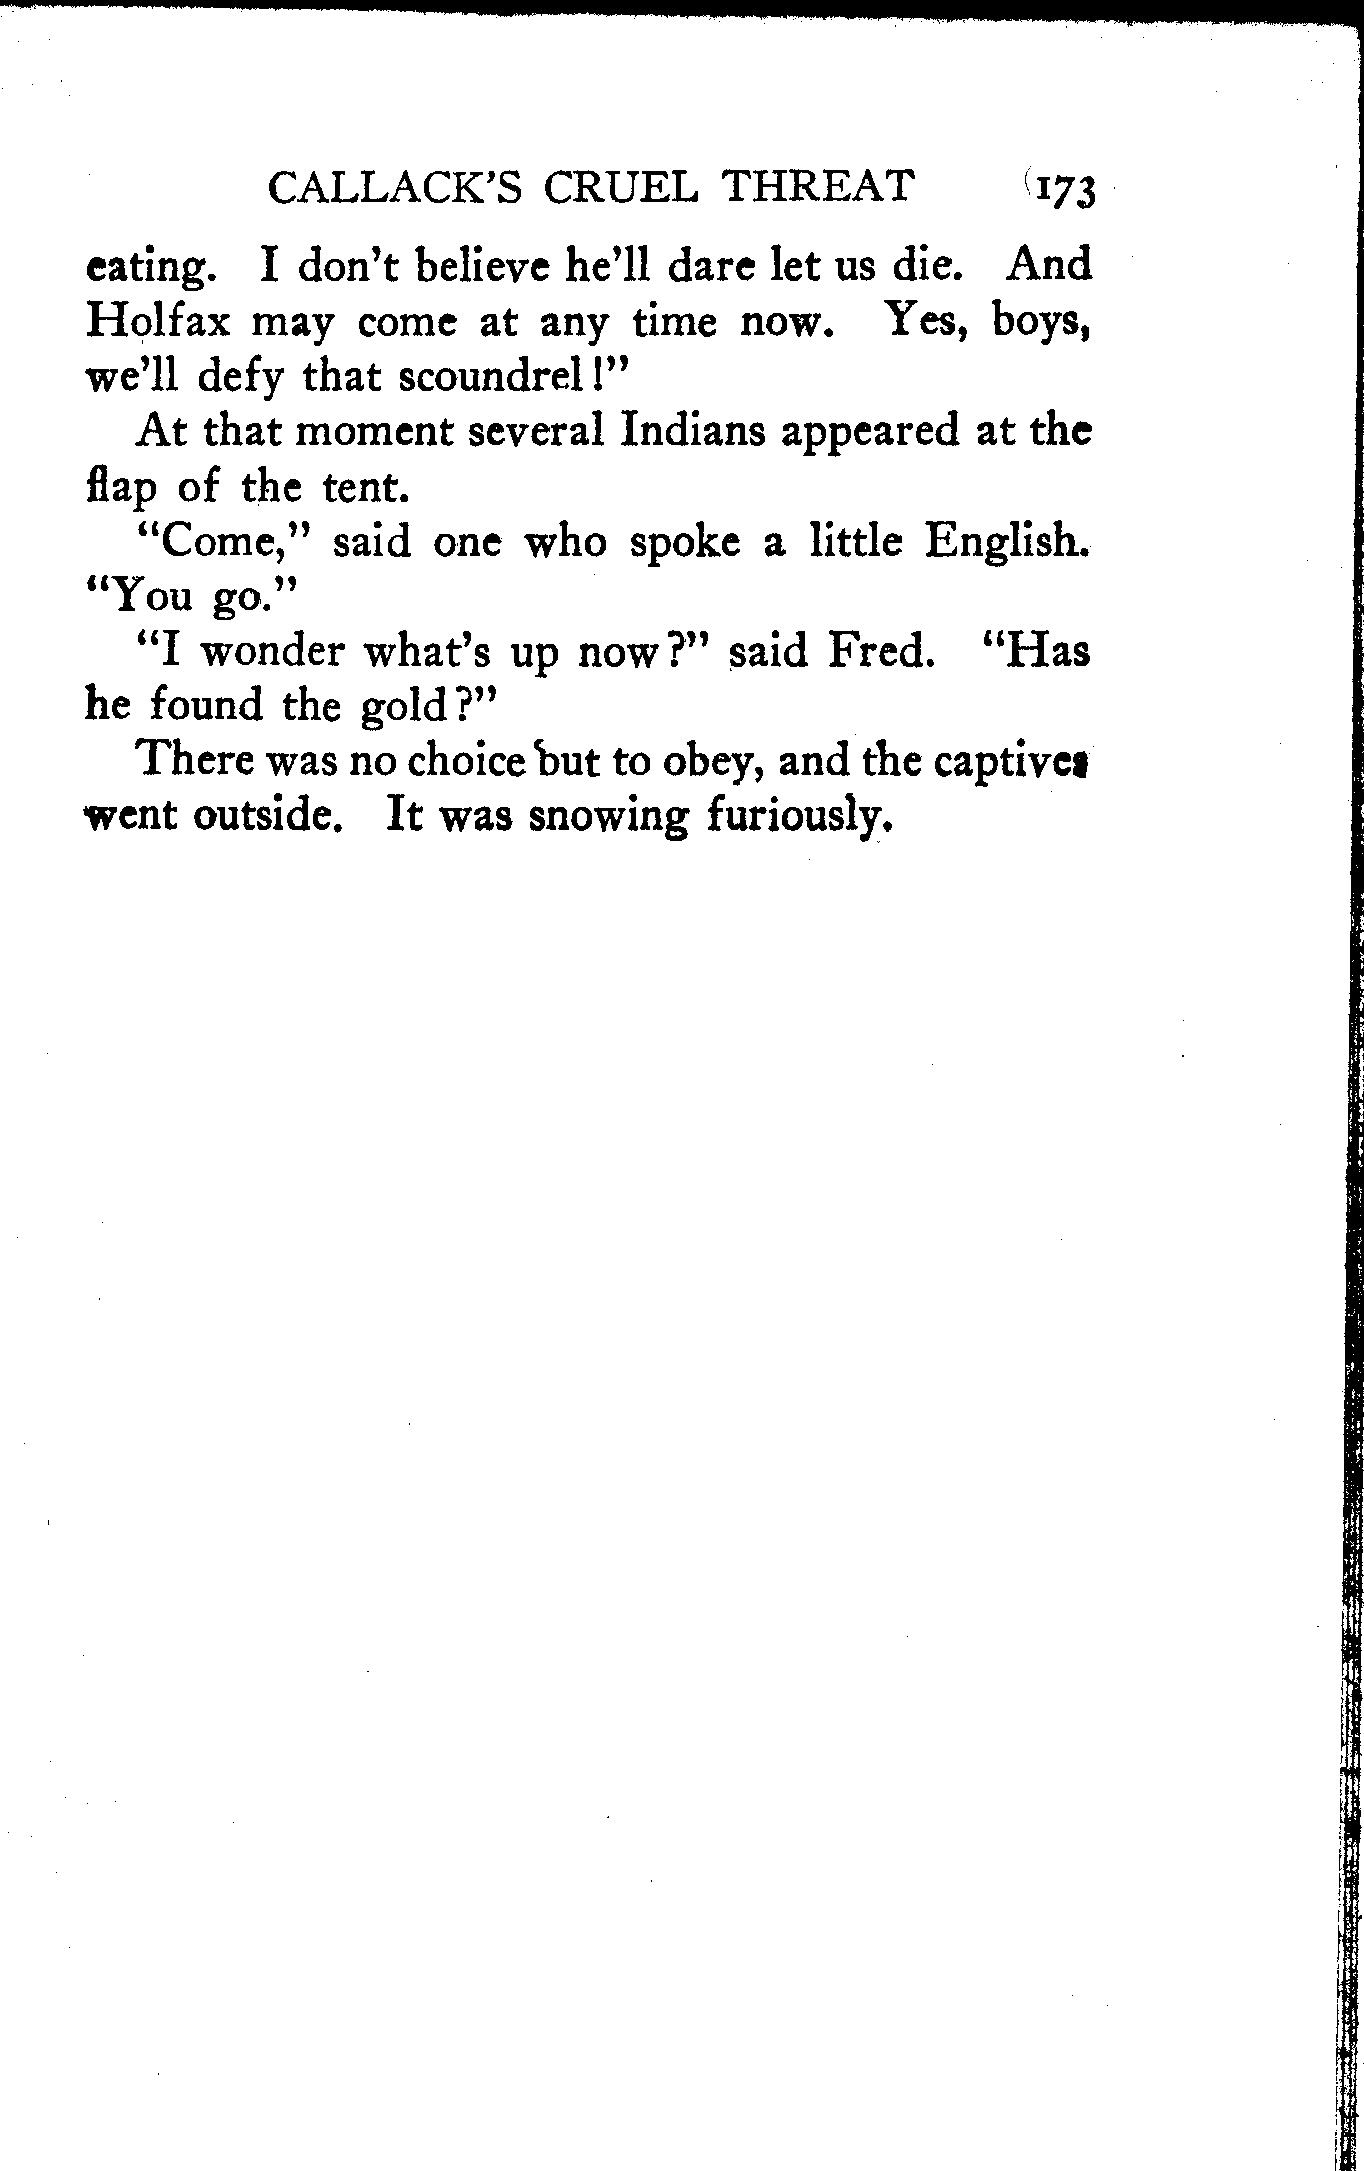 CALLACK'S CRUEL THREAT 173
eating. I don't believe he'll dare let us die. And
Holfax may come at any time now. Yes, boys,
we'll defy that scoundrel!"
At that moment several Indians appeared at the
flap of the tent.
"Come," said one who spoke a little English.
"You go."
"I wonder what's up now?" said Fred. "Has
he found the gold?"
There was no choice but to obey, and the captives
went outside. It was snowing furiously.